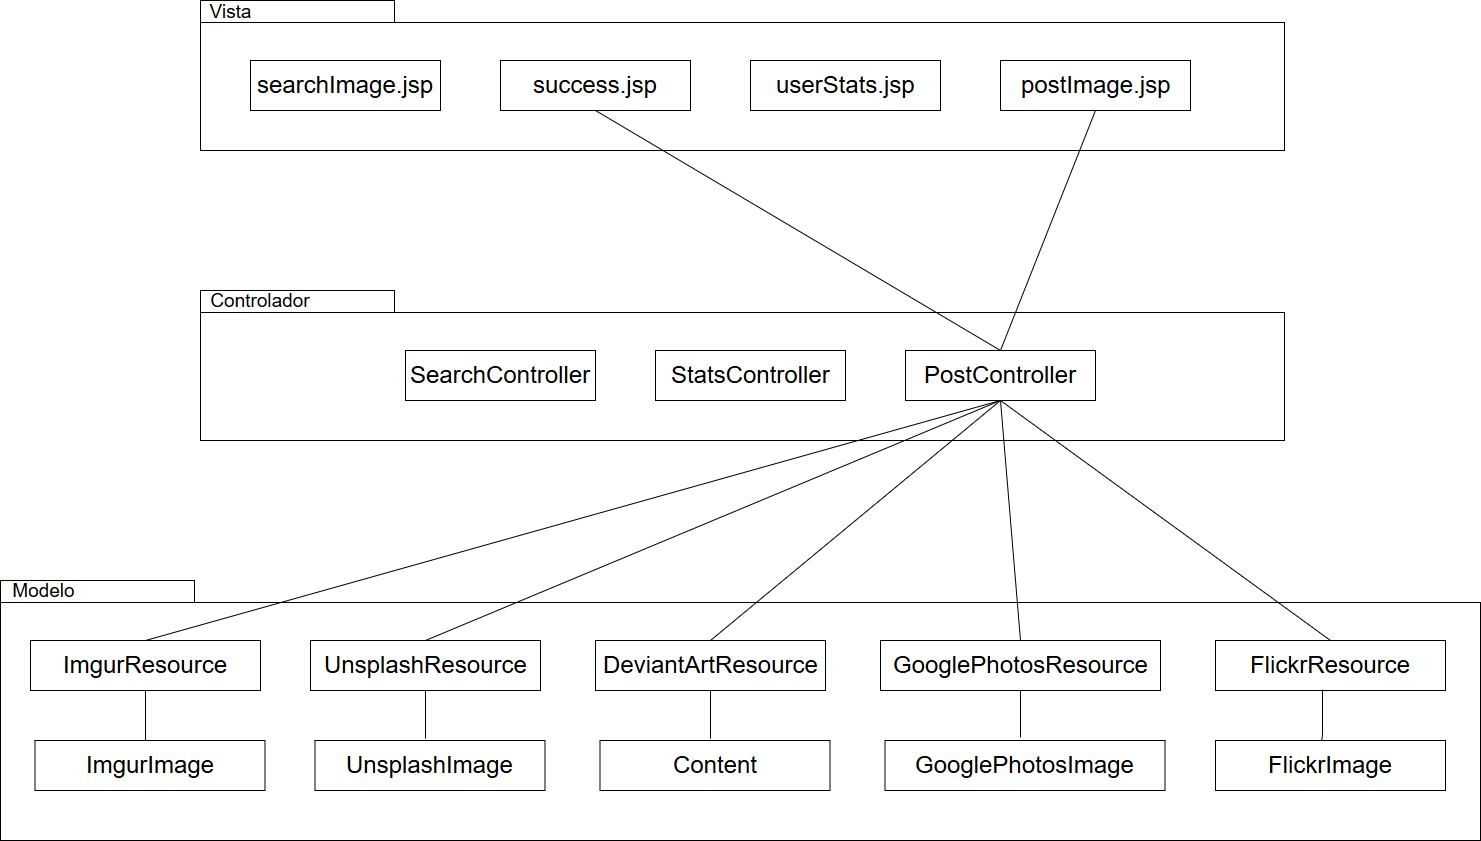 Vista
searchImage.jsp
success.jsp
userStats.jsp
postImage.jsp
Controlador
SearchController
StatsController
PostController
Modelo
ImgurResource
UnsplashResource
DeviantArtResource
GooglePhotosResource
FlickrResource
ImgurImage
UnsplashImage
Content
GooglePhotosImage
FlickrImage